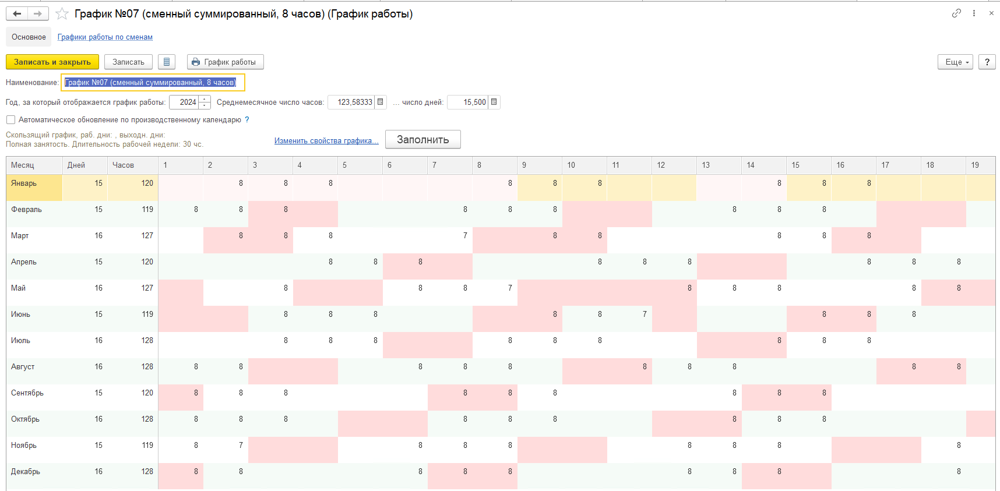 График №07 (сменный суммированный, 8 часов) (График работы)
Основное Графики работы по сменам
Записать и закрыть Записать График работы Еще ?
Наименование: График №07 (сменный суммированный, 8 часов)
Год, за который отображается график работы: 2024 Среднемесячное число часов: 123,58333 ... число дней: 15,500
Автоматическое обновление по производственному календарю ?
Скользящий график, раб. дни: , выходн. дни:
Полная занятость. Длительность рабочей недели: 30 чс.
Изменить свойства графика... Заполнить
Месяц Дней Часов 1 2 3 4 5 6 7 8 9 10 11 12 13 14 15 16 17 18 19
Январь 15 120 8 8 8 8 8 8 8 8 8
Февраль 15 119 8 8 8 8 8 8 8 8 8
Март 16 127 8 8 8 7 8 8 8 8 8
Апрель 15 120 8 8 8 8 8 8 8 8 8
Май 16 127 8 8 8 7 8 8 8 8 8
Июнь 15 119 8 8 8 8 8 7 8 8 8
Июль 16 128 8 8 8 8 8 8 8 8 8
Август 16 128 8 8 8 8 8 8 8 8 8 8
Сентябрь 15 120 8 8 8 8 8 8 8 8 8
Октябрь 16 128 8 8 8 8 8 8 8 8 8
Ноябрь 15 119 8 7 8 8 8 8 8 8 8
Декабрь 16 128 8 8 8 8 8 8 8 8 8